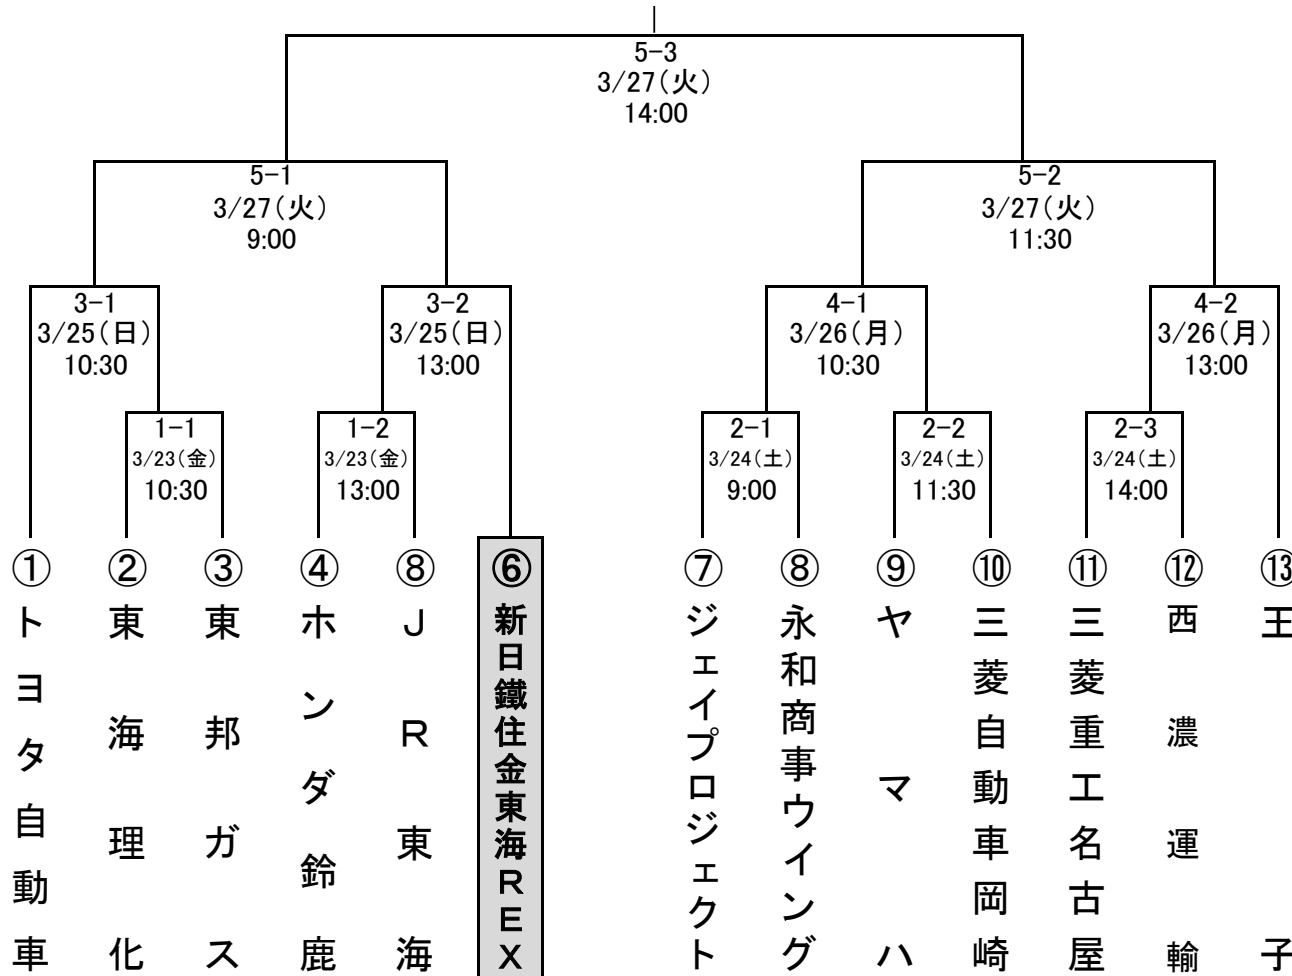 5-3
3/27(火)
14:00
5-1
3/27(火)
9:00
5-2
3/27(火)
11:30
3-1
3/25(日)
10:30
3-2
3/25(日)
13:00
4-1
3/26(月)
10:30
4-2
3/26(月)
13:00
1-1
3/23(金)
10:30
1-2
3/23(金)
13:00
2-1
3/24(土)
9:00
2-2
3/24(土)
11:30
2-3
3/24(土)
14:00
①
トヨタ自動車
②
東海理化
③
東邦ガス
④
ホンダ鈴鹿
⑧
JR東海
⑥
新日鐵住金東海REX
⑦
ジェイプロジェクト
⑧
永和商事ウイング
⑨
ヤマハ
⑩
三菱自動車岡崎
⑪
三菱重工名古屋
⑫
西濃運輸
⑬
王子